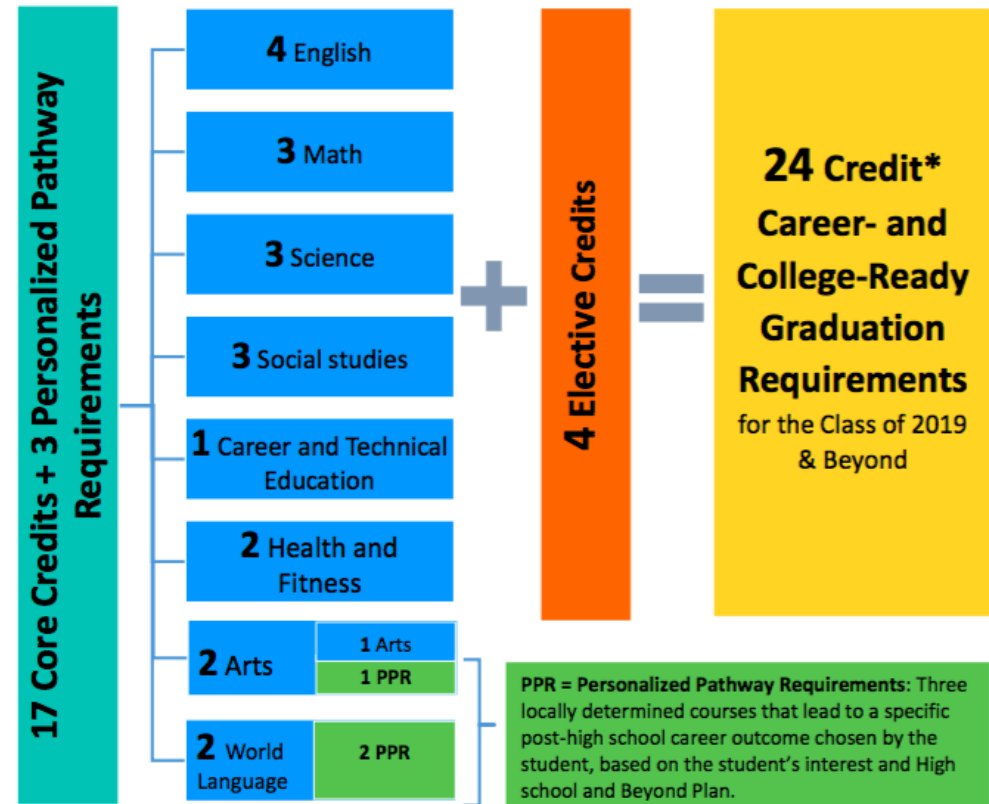 17 Core Credits + 3 Personalized Pathway
Requirements
4 English
3 Math
3 Science
3 Social studies
1 Career and Technical
Education
2 Health and
Fitness
2 Arts
1 Arts
1 PPR
2 World
Language
2 PPR
+
4 Elective Credits
=
24 Credit*
Career- and
College-Ready
Graduation
Requirements
for the Class of 2019
& Beyond
PPR = Personalized Pathway Requirements: Three
locally determined courses that lead to a specific
post-high school career outcome chosen by the
student, based on the student’s interest and High
school and Beyond Plan.